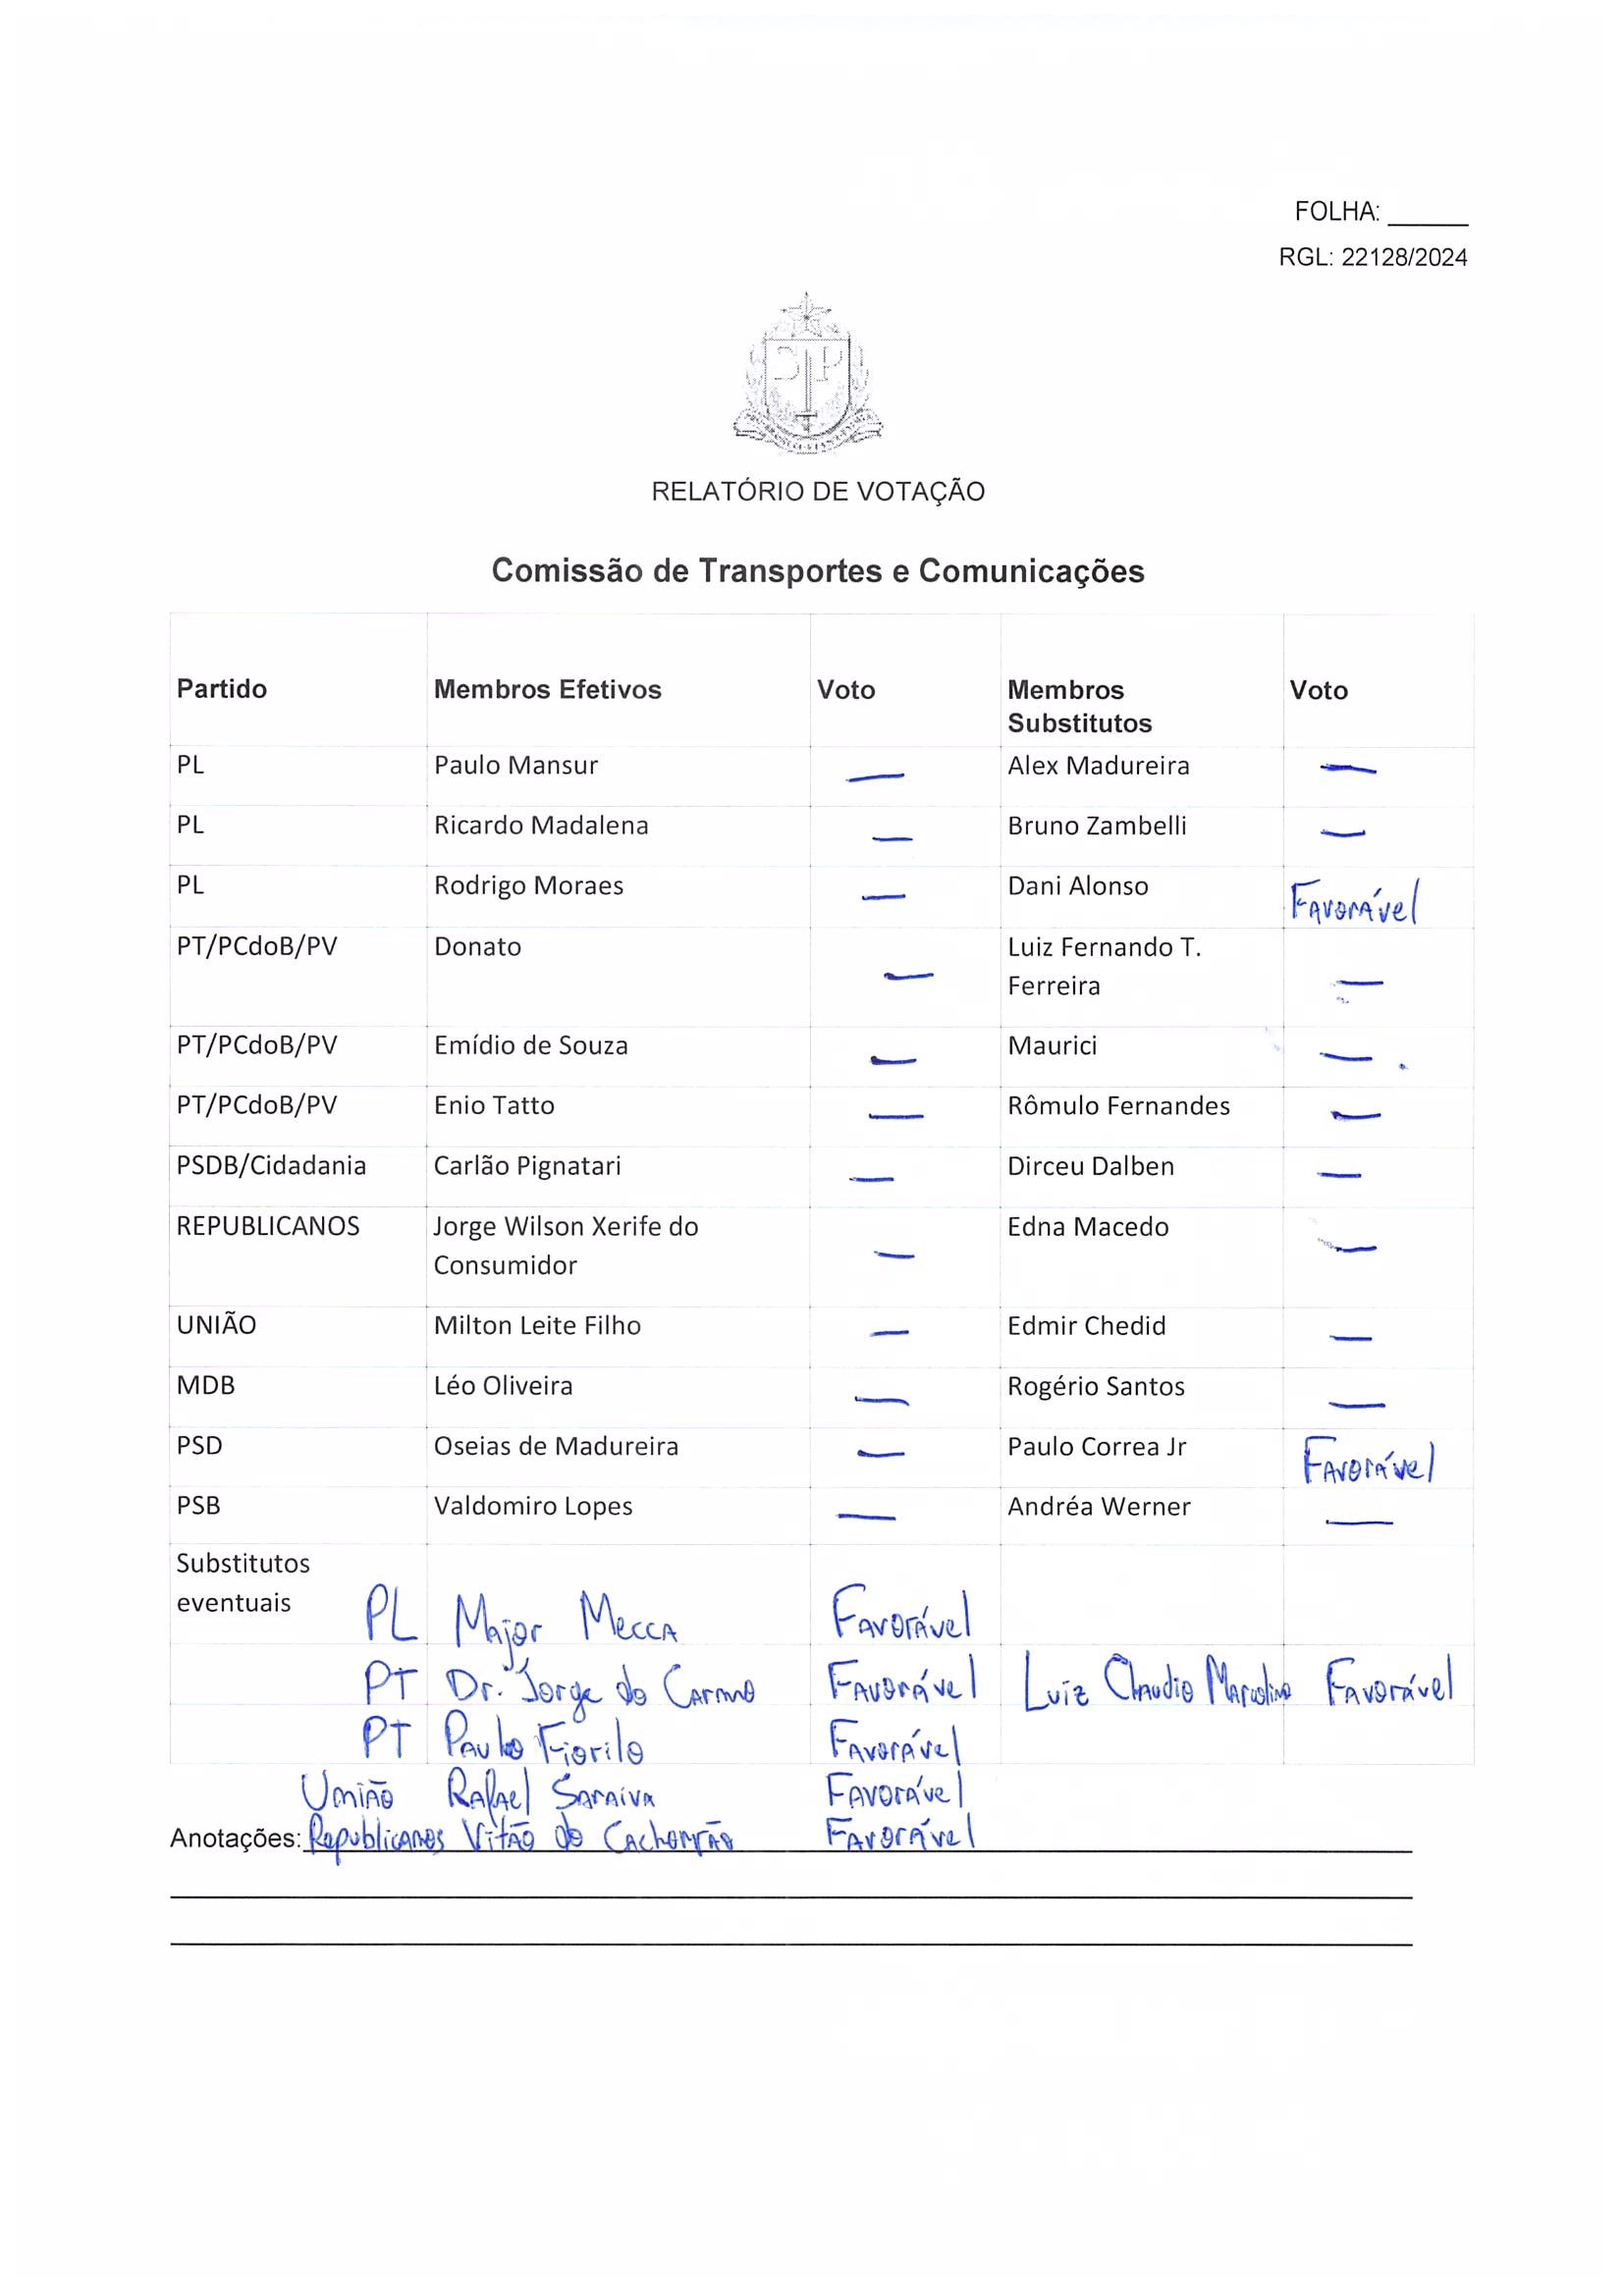 FOLHA: ______
RGL: 22128/2024
SP
RELATÓRIO DE VOTAÇÃO
Comissão de Transportes e Comunicações
Partido Membros Efetivos Voto Membros Substitutos Voto
PL Paulo Mansur — Alex Madureira —
PL Ricardo Madalena — Bruno Zambelli —
PL Rodrigo Moraes — Dani Alonso Favorável
PT/PCdoB/PV Donato — Luiz Fernando T. Ferreira —
PT/PCdoB/PV Emídio de Souza — Maurici —
PT/PCdoB/PV Enio Tatto — Rômulo Fernandes —
PSDB/Cidadania Carlão Pignatari — Dirceu Dalben —
REPUBLICANOS Jorge Wilson Xerife do Consumidor — Edna Macedo —
UNIÃO Milton Leite Filho — Edmir Chedid —
MDB Léo Oliveira — Rogério Santos —
PSD Oseias de Madureira — Paulo Correa Jr Favorável
PSB Valdomiro Lopes — Andréa Werner —
Substitutos eventuais PL Major Mecca Favorável
PT Dr. Jorge do Carmo Favorável Luiz Claudio Marcolino Favorável
PT Paulo Fiorilo Favorável
União Rafael Saraiva Favorável
Anotações: Republicanos Vitão do Cachorrão Favorável